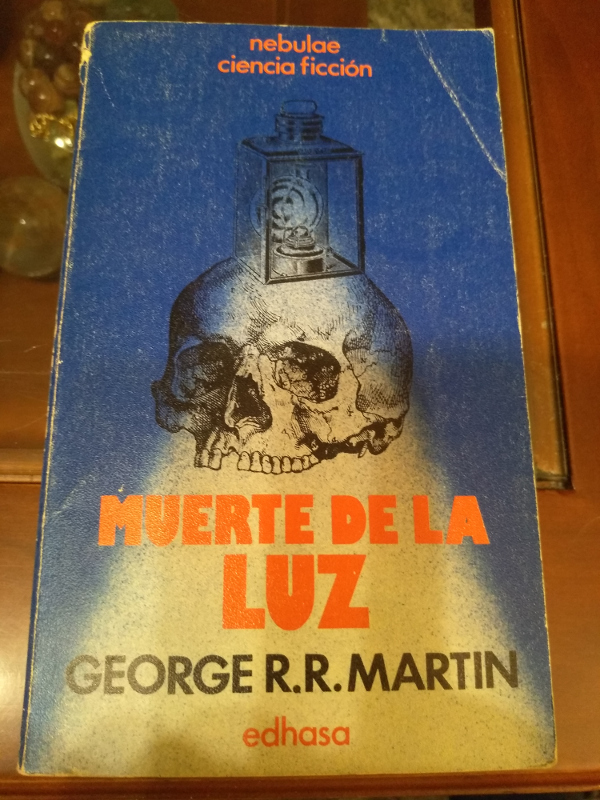 nebulae
ciencia ficción
MUERTE DE LA
LUZ
GEORGE R.R. MARTIN
edhasa